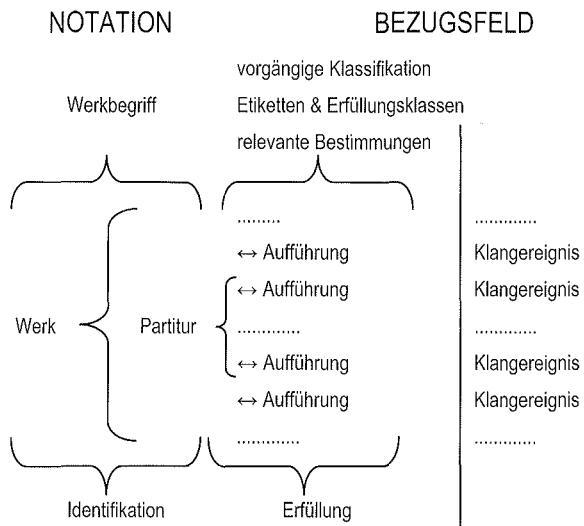 NOTATION BEZUGSFELD
vorgängige Klassifikation
Werkbegriff Etiketten & Erfüllungsklassen
relevante Bestimmungen
......... .............
↔ Aufführung Klangereignis
↔ Aufführung Klangereignis
Werk Partitur ............. .............
↔ Aufführung Klangereignis
↔ Aufführung Klangereignis
............. .............
Identifikation Erfüllung